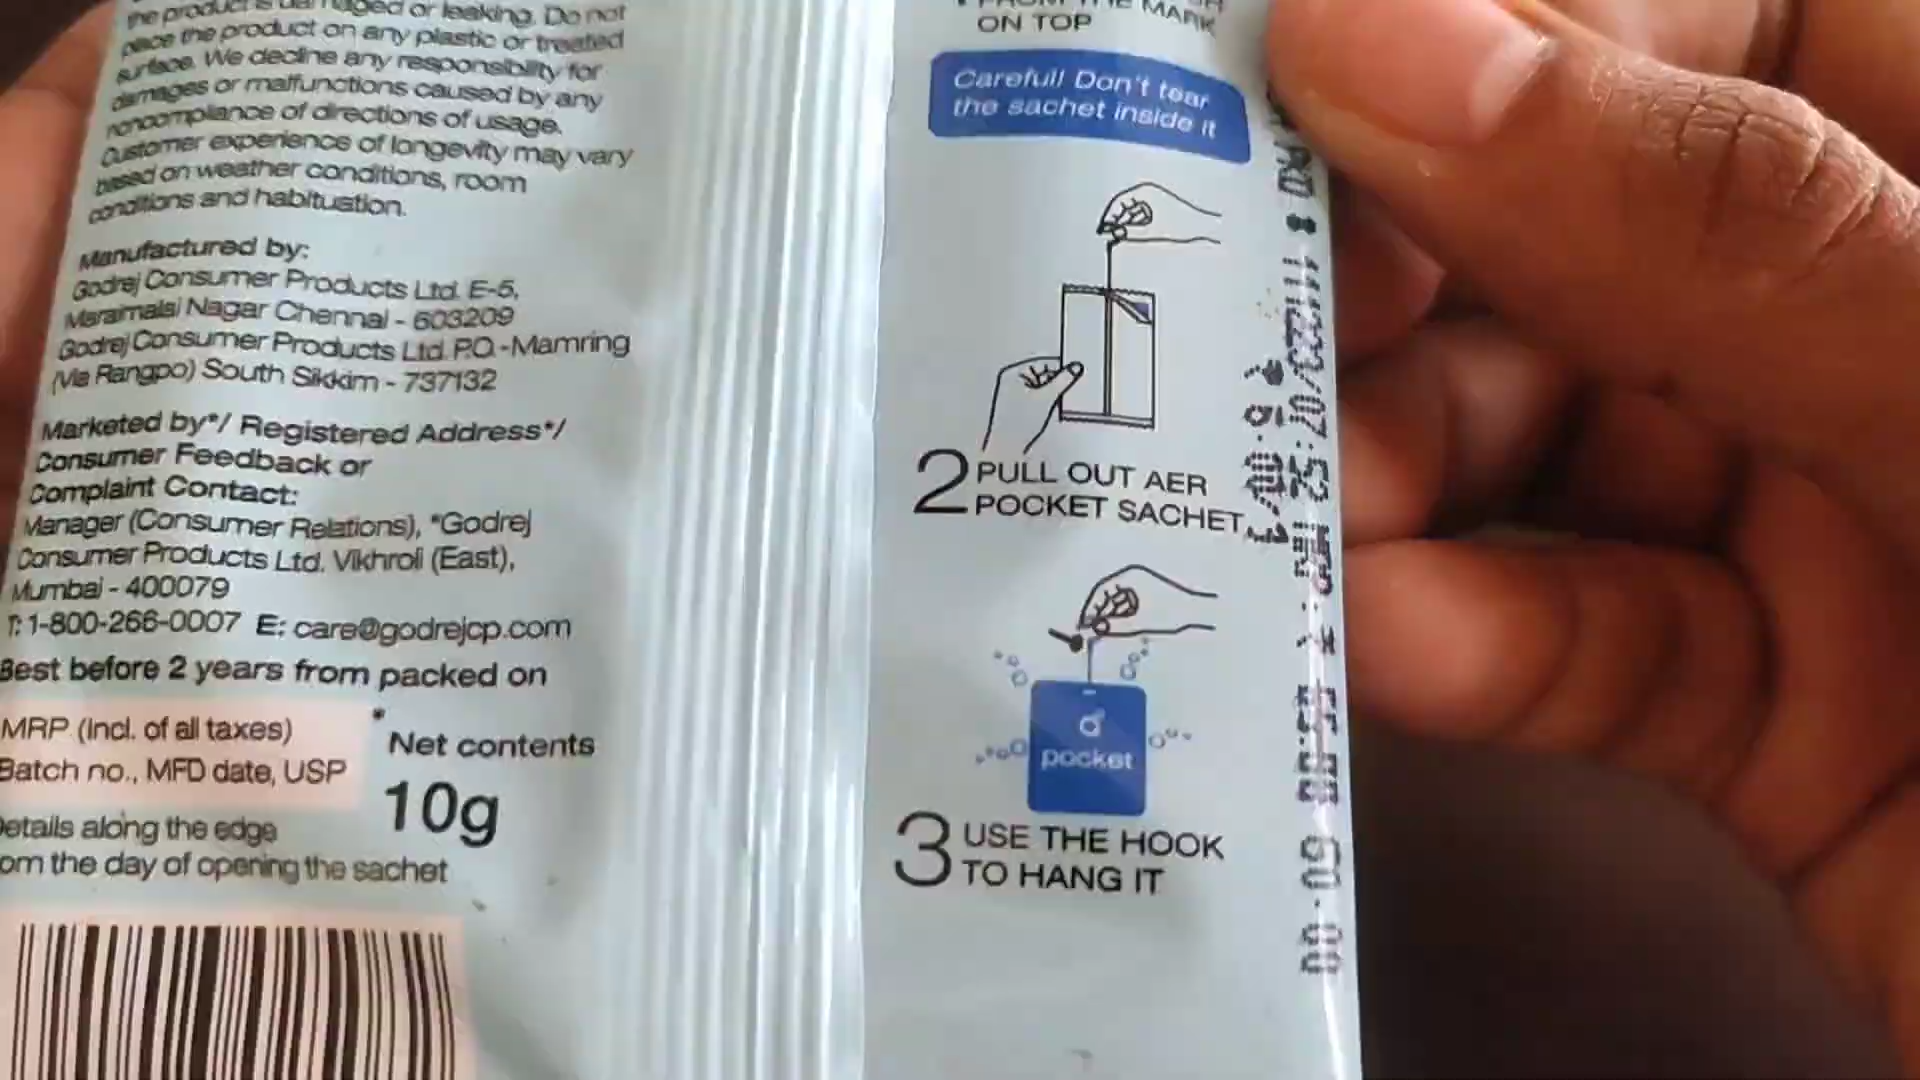 the product is damaged or leaking. Do not
place the product on any plastic or treated
surface. We decline any responsibility for
damages or malfunctions caused by any
noncompliance of directions of usage.
Customer experience of longevity may vary
based on weather conditions, room
conditions and habituation.
Manufactured by:
Godrej Consumer Products Ltd. E-5,
Maraimalai Nagar Chennai - 603209
Godrej Consumer Products Ltd. P.O.-Mamring
(Via Rangpo) South Sikkim - 737132
Marketed by*/ Registered Address*/
Consumer Feedback or
Complaint Contact:
Manager (Consumer Relations), *Godrej
Consumer Products Ltd. Vikhroli (East),
Mumbai - 400079
T: 1-800-266-0007 E: care@godrejcp.com
Best before 2 years from packed on
MRP (Incl. of all taxes)
Batch no., MFD date, USP
*
Net contents
10g
etails along the edge
om the day of opening the sachet
FROM THE MARK
ON TOP
Careful! Don't tear
the sachet inside it
2 PULL OUT AER
POCKET SACHET
pocket
3 USE THE HOOK
TO HANG IT